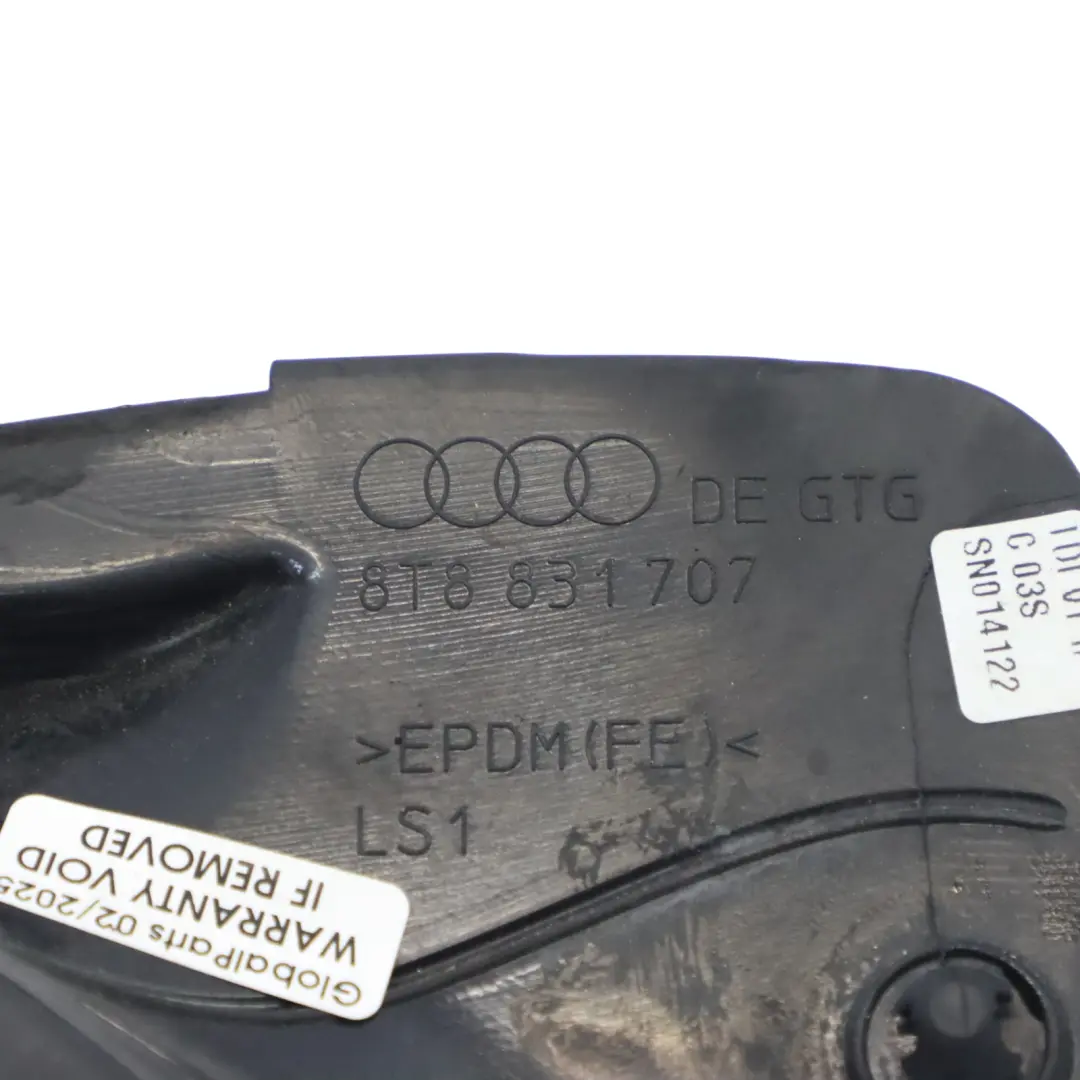 DE GTG
8T8 831 707
>EPDM(FE)<
LS1
C 03S
SN014122
GlobalParts 02/2025
WARRANTY VOID
IF REMOVED